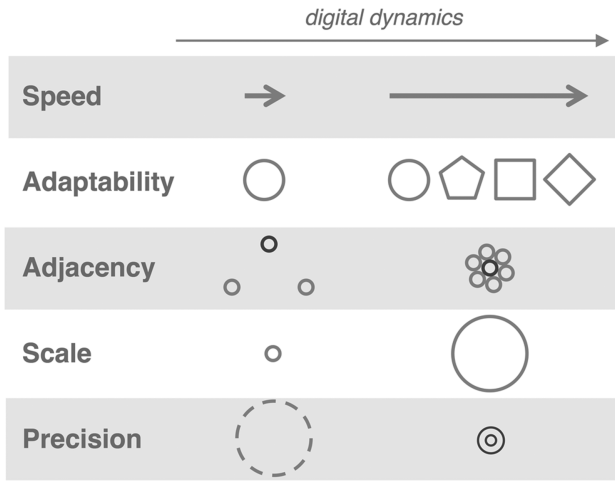 digital dynamics
Speed
Adaptability
Adjacency
Scale
Precision